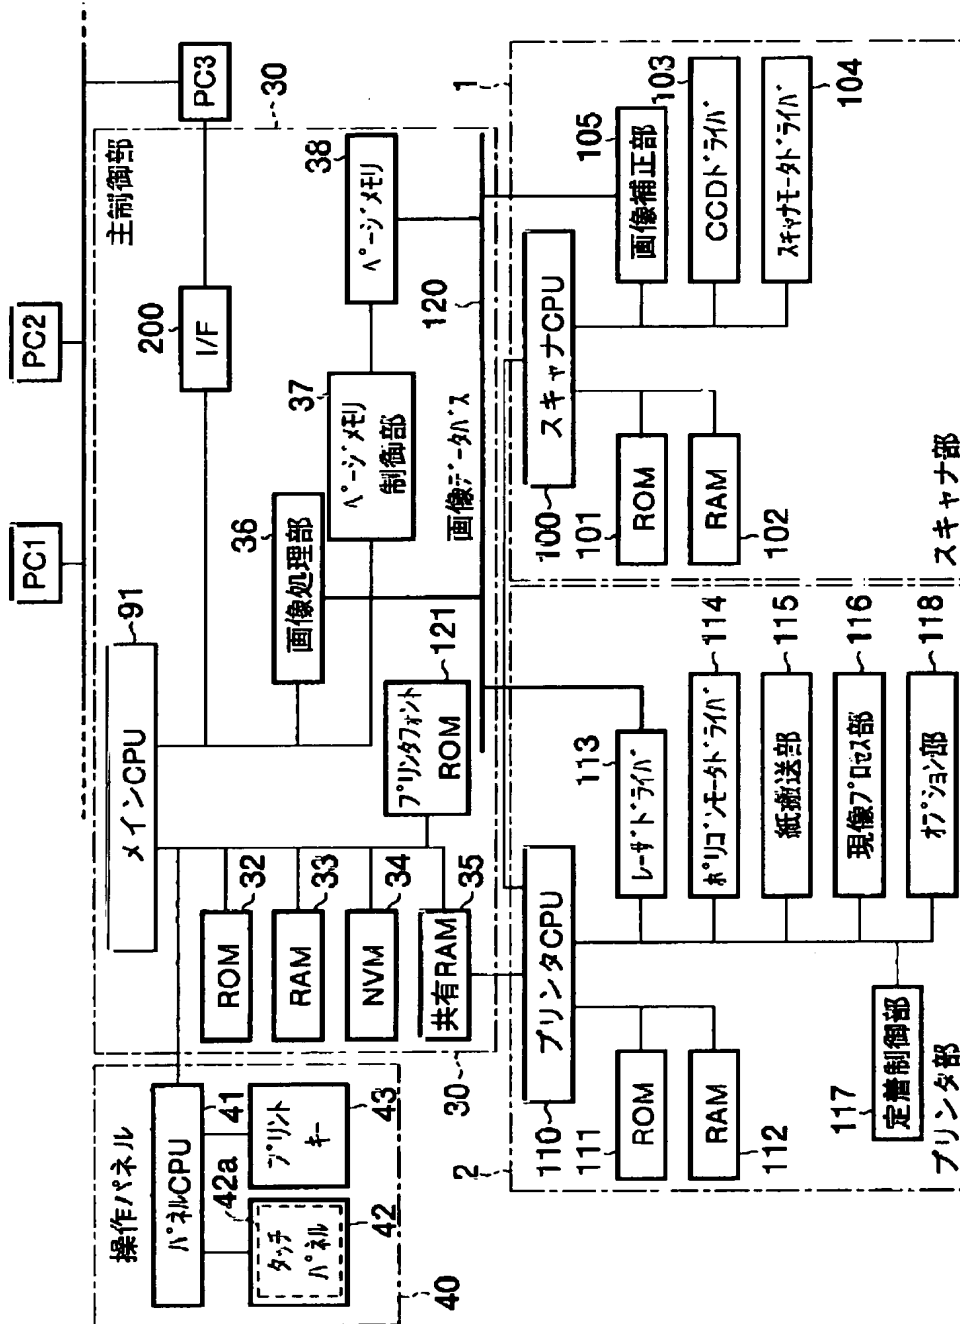 PC1
PC2
PC3
主制御部
30
メインCPU
91
200
I/F
36
画像処理部
37
ページメモリ
制御部
38
ページメモリ
120
画像データバス
121
プリンタフォント
ROM
ROM
32
RAM
33
NVM
34
共有RAM
35
30
操作パネル
パネルCPU
41
42a
タッチ
パネル
42
プリント
キー
43
40
2
プリンタCPU
110
111
ROM
RAM
112
113
レーザドライバ
ポリゴンモータドライバ
114
紙搬送部
115
現像プロセス部
116
オプション部
118
117
定着制御部
プリンタ部
1
スキャナCPU
100
101
ROM
RAM
102
105
画像補正部
103
CCDドライバ
スキャナモータドライバ
104
スキャナ部